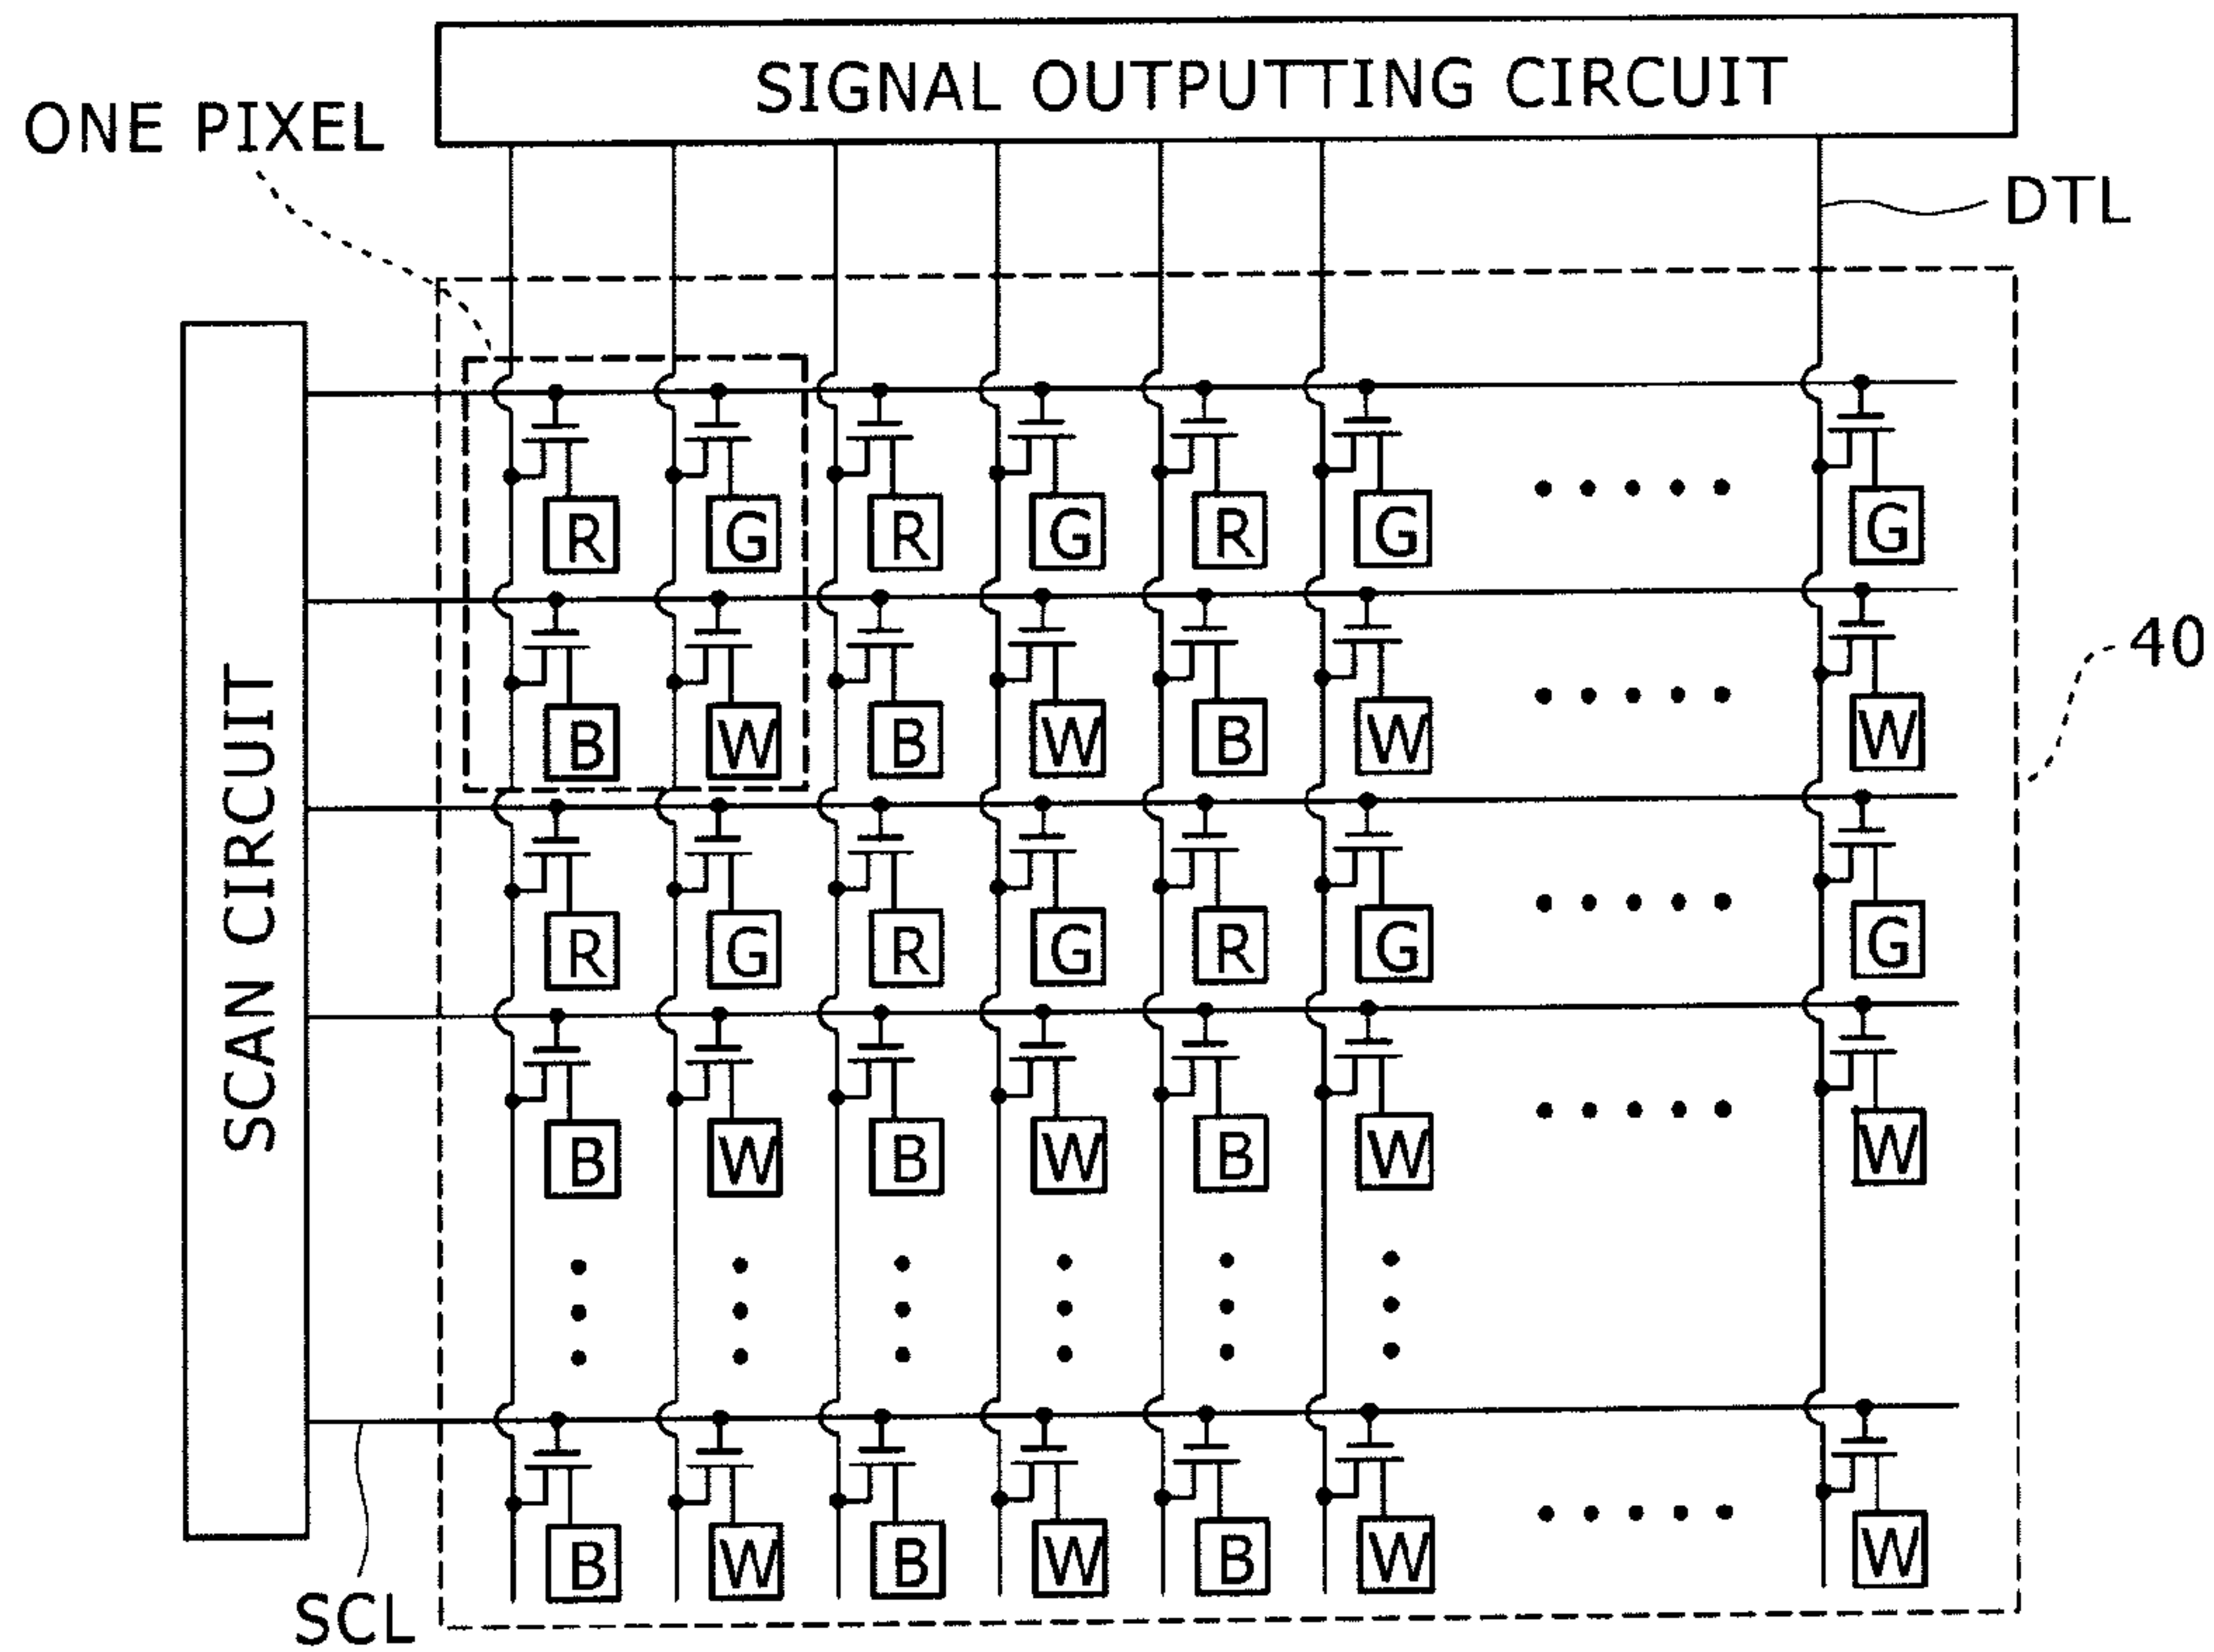 SIGNAL OUTPUTTING CIRCUIT
ONE PIXEL
DTL
R G R G R G G
B W B W B W W
40
SCAN CIRCUIT
R G R G R G G
B W B W B W W
B W B W B W W
SCL